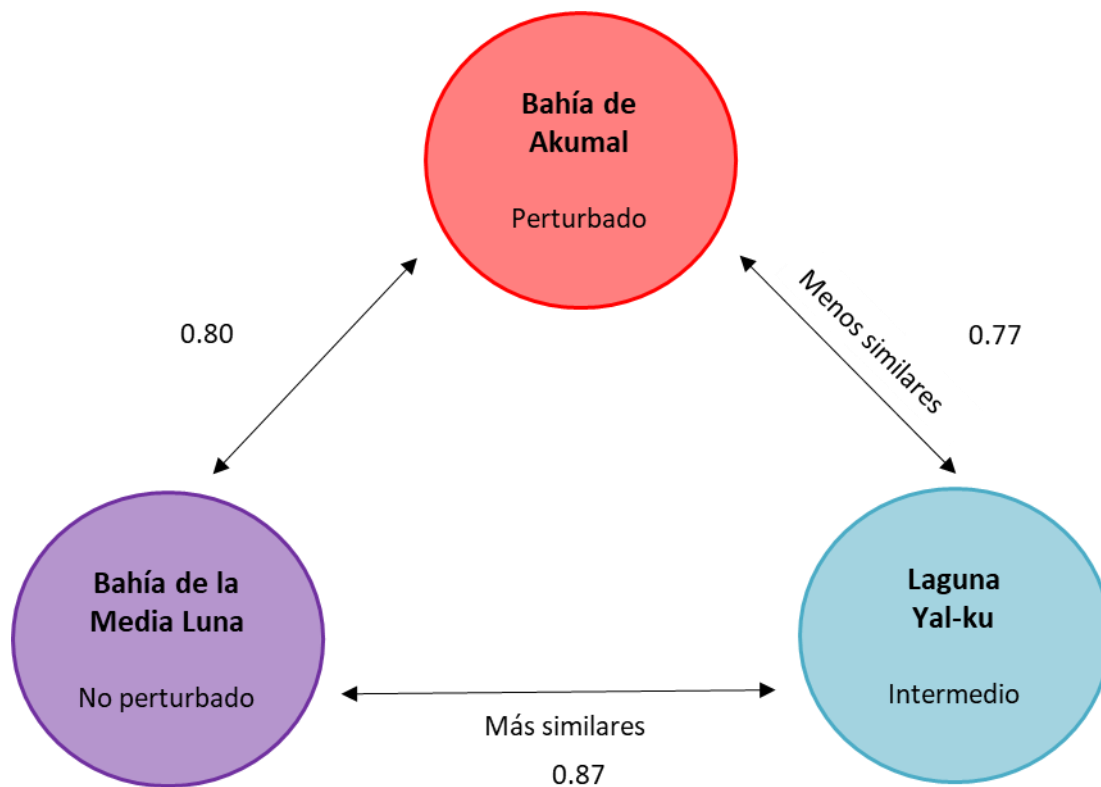 Bahía de
Akumal
Perturbado
0.80
Menos similares
0.77
Bahía de la
Media Luna
No perturbado
Laguna
Yal-ku
Intermedio
Más similares
0.87